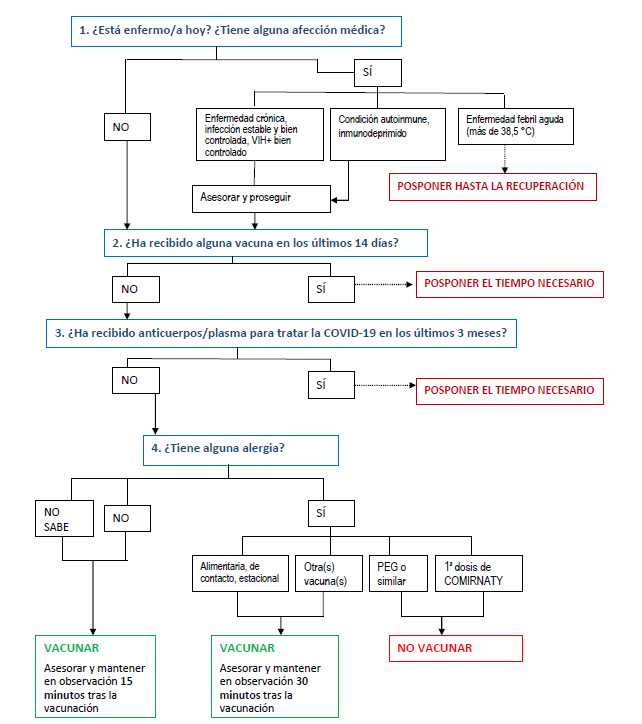 1. ¿Está enfermo/a hoy? ¿Tiene alguna afección médica?
SÍ
NO
Enfermedad crónica,
infección estable y bien
controlada, VIH+ bien
controlado
Condición autoinmune,
inmunodeprimido
Enfermedad febril aguda
(más de 38,5 °C)
POSPONER HASTA LA RECUPERACIÓN
Asesorar y proseguir
2. ¿Ha recibido alguna vacuna en los últimos 14 días?
NO
SÍ
POSPONER EL TIEMPO NECESARIO
3. ¿Ha recibido anticuerpos/plasma para tratar la COVID-19 en los últimos 3 meses?
NO
SÍ
POSPONER EL TIEMPO NECESARIO
4. ¿Tiene alguna alergia?
NO
SABE
NO
SÍ
Alimentaria, de
contacto, estacional
Otra(s)
vacuna(s)
PEG o
similar
1ª dosis de
COMIRNATY
VACUNAR
Asesorar y mantener
en observación 15
minutos tras la
vacunación
VACUNAR
Asesorar y mantener
en observación 30
minutos tras la
vacunación
NO VACUNAR